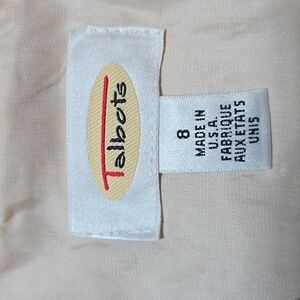 Talbots
8
MADE IN
U.S.A.
FABRIQUE
AUX ETATS
UNIS